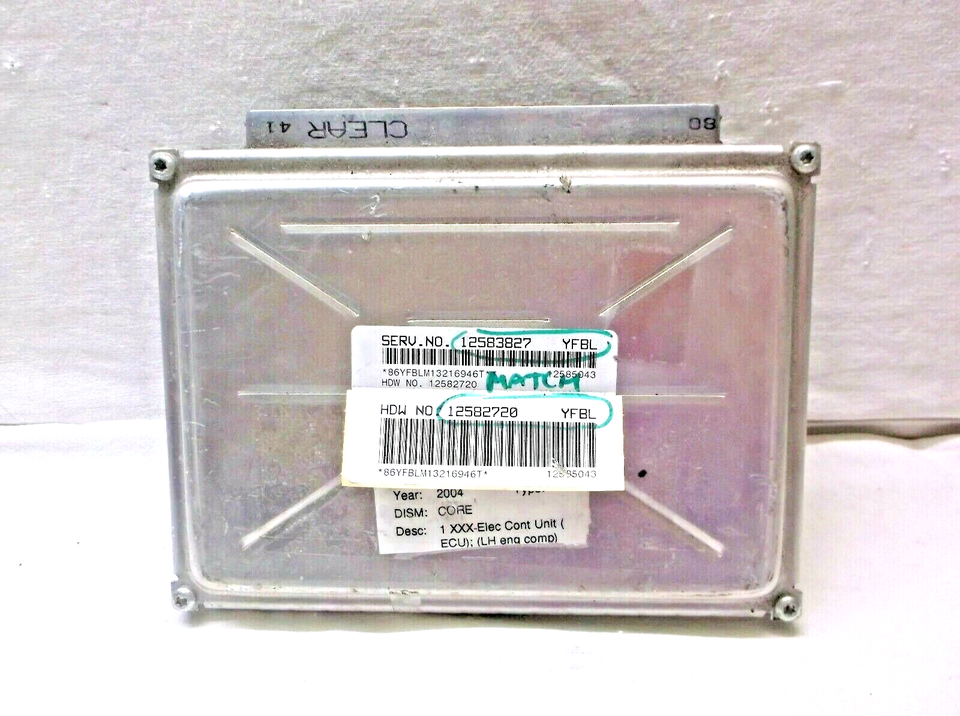 CLEAR 41
80
SERV.NO. 12583827 YFBL
*86YFBLM13216946T* 12585043
HDW NO. 12582720 MATCH
HDW NO. 12582720 YFBL
*86YFBLM13216946T* 12585043
Year: 2004 Type:
DISM: CORE
Desc: 1 XXX-Elec Cont Unit (
ECU); (LH eng comp)